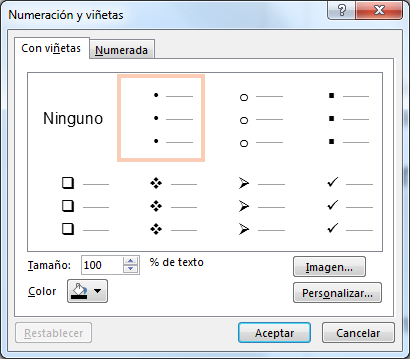 Numeración y viñetas
Con viñetas Numerada
Ninguno
Tamaño: 100 % de texto Imagen...
Color Personalizar...
Restablecer Aceptar Cancelar